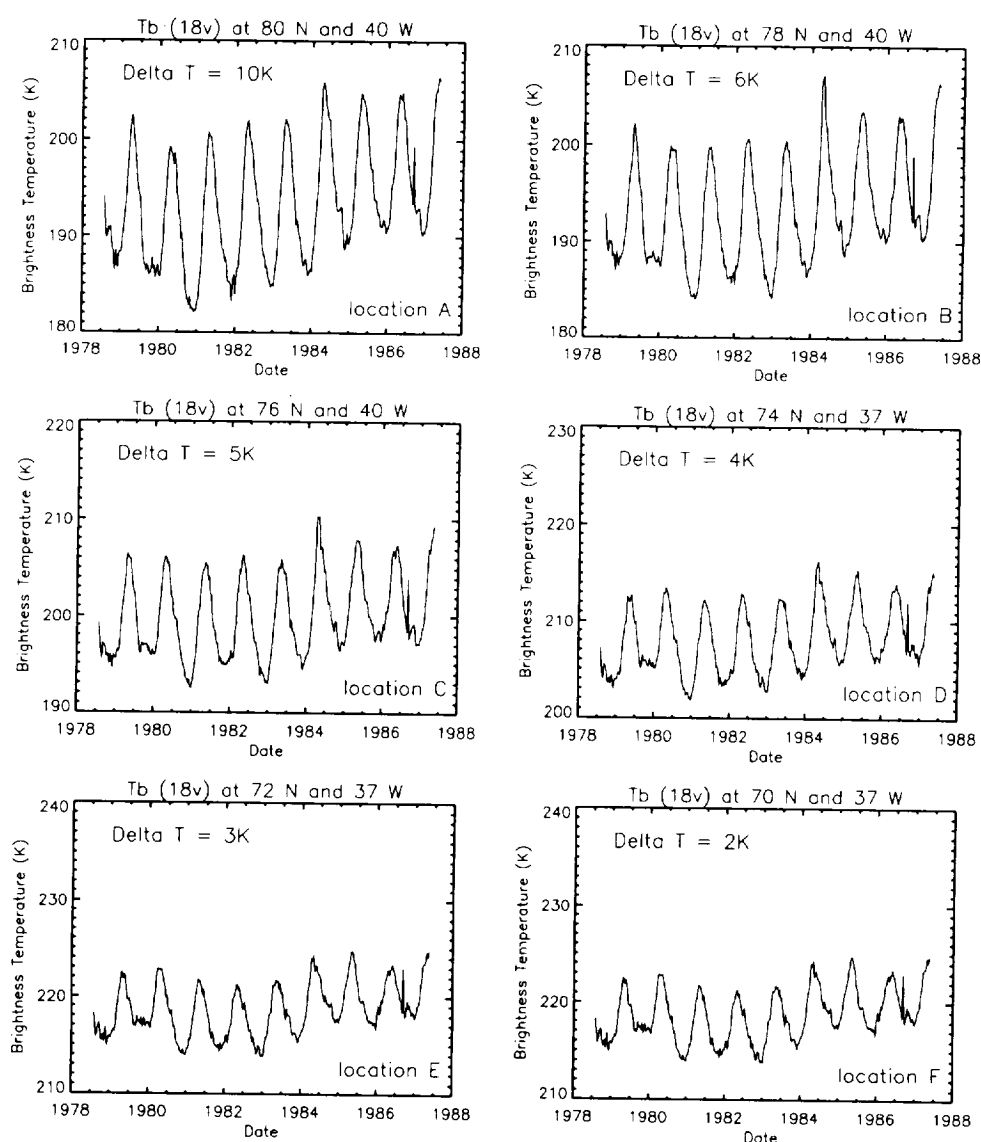 Tb (18v) at 80 N and 40 W
210
200
190
180
Brightness Temperature (K)
Delta T = 10K
location A
1978 1980 1982 1984 1986 1988
Date
Tb (18v) at 78 N and 40 W
210
200
190
180
Brightness Temperature (K)
Delta T = 6K
location B
1978 1980 1982 1984 1986 1988
Date
Tb (18v) at 76 N and 40 W
220
210
200
190
Brightness Temperature (K)
Delta T = 5K
location C
1978 1980 1982 1984 1986 1988
Date
Tb (18v) at 74 N and 37 W
230
220
210
200
Brightness Temperature (K)
Delta T = 4K
location D
1978 1980 1982 1984 1986 1988
Date
Tb (18v) at 72 N and 37 W
240
230
220
210
Brightness Temperature (K)
Delta T = 3K
location E
1978 1980 1982 1984 1986 1988
Date
Tb (18v) at 70 N and 37 W
240
230
220
210
Brightness Temperature (K)
Delta T = 2K
location F
1978 1980 1982 1984 1986 1988
Date